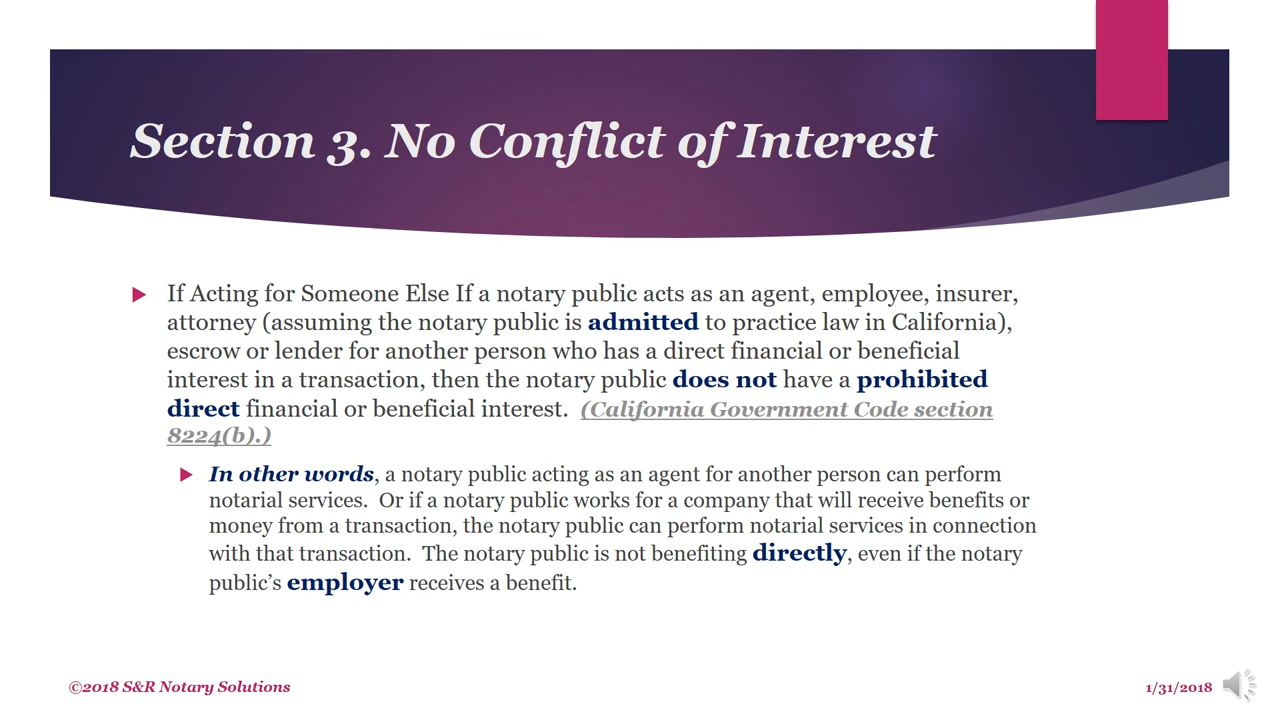 Section 3. No Conflict of Interest
If Acting for Someone Else If a notary public acts as an agent, employee, insurer,
attorney (assuming the notary public is admitted to practice law in California),
escrow or lender for another person who has a direct financial or beneficial
interest in a transaction, then the notary public does not have a prohibited
direct financial or beneficial interest. (California Government Code section
8224(b).)
In other words, a notary public acting as an agent for another person can perform
notarial services. Or if a notary public works for a company that will receive benefits or
money from a transaction, the notary public can perform notarial services in connection
with that transaction. The notary public is not benefiting directly, even if the notary
public’s employer receives a benefit.
©2018 S&R Notary Solutions
1/31/2018